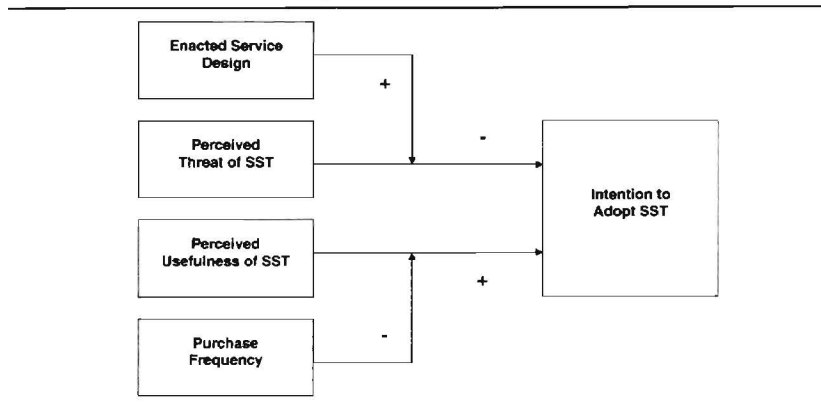 Enacted Service
Design
+
Perceived
Threat of SST
-
Intention to
Adopt SST
Perceived
Usefulness of SST
+
Purchase
Frequency
-